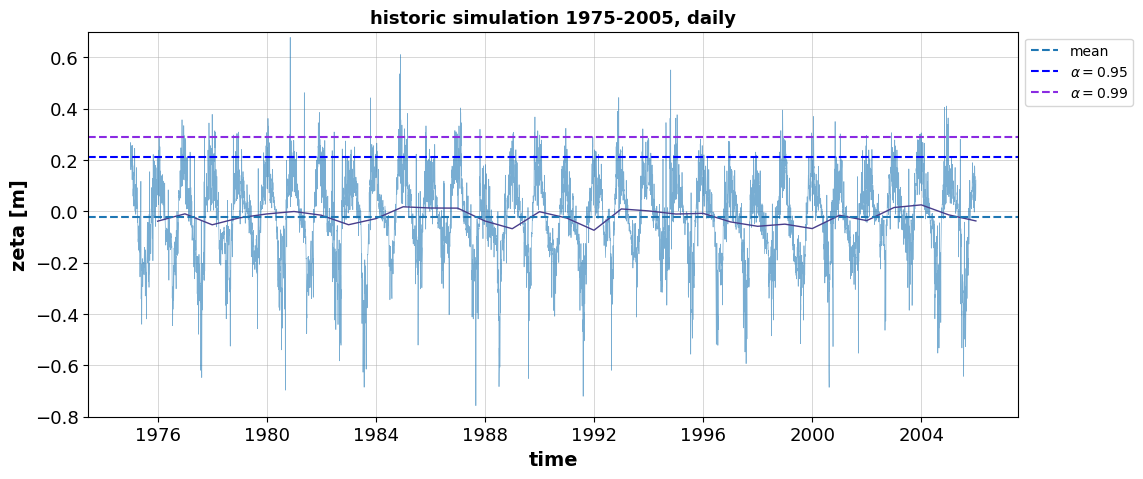 historic simulation 1975-2005, daily
zeta [m]
0.6
0.4
0.2
0.0
−0.2
−0.4
−0.6
−0.8
1976 1980 1984 1988 1992 1996 2000 2004
time
mean
α = 0.95
α = 0.99